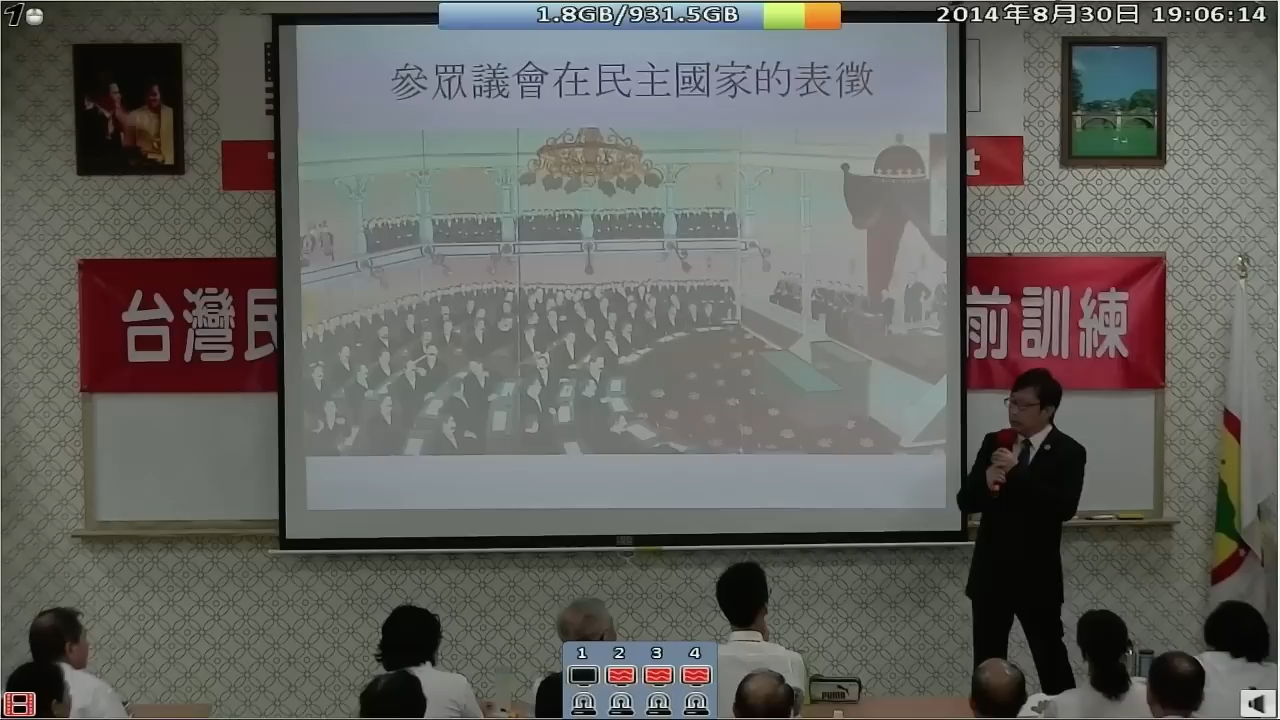 1
1.8GB/931.5GB
2014年8月30日 19:06:14
參眾議會在民主國家的表徵
t
台灣民
前訓練
1 2 3 4
PUMA